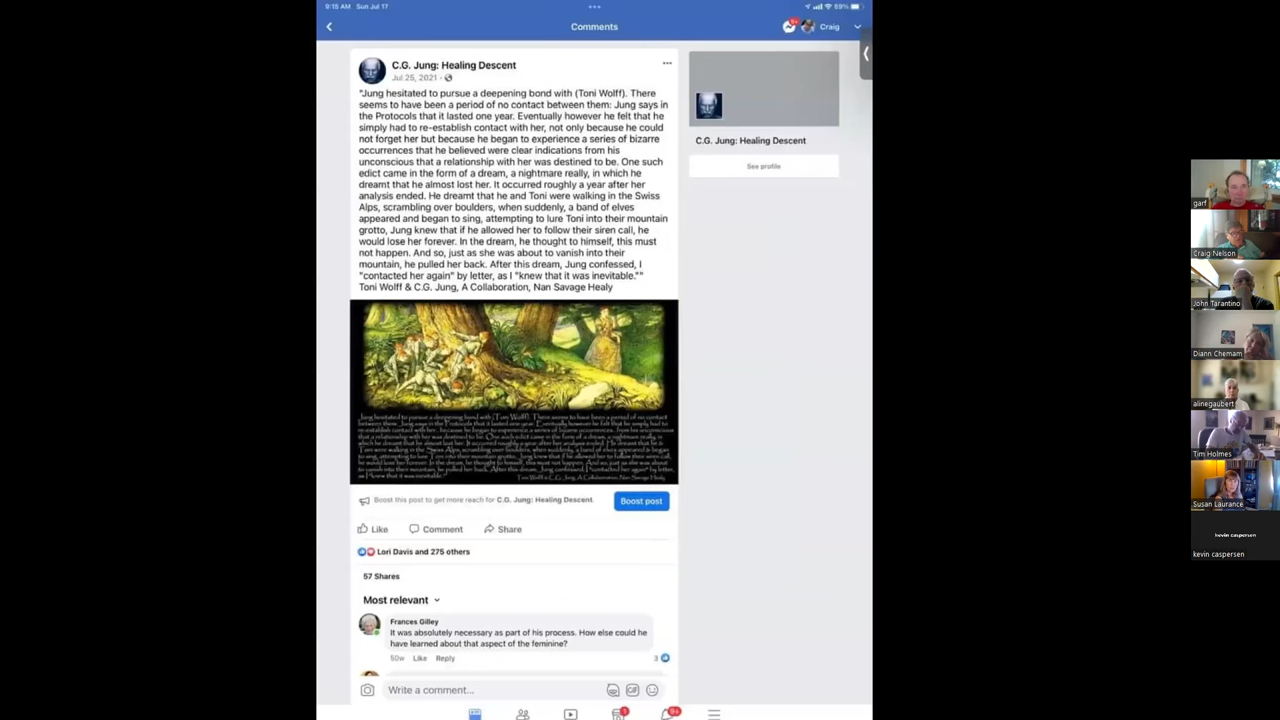 9:15 AM Sun Jul 17
59%
Comments
9+
Craig
C.G. Jung: Healing Descent
Jul 25, 2021
"Jung hesitated to pursue a deepening bond with (Toni Wolff). There
seems to have been a period of no contact between them: Jung says in
the Protocols that it lasted one year. Eventually however he felt that he
simply had to re-establish contact with her, not only because he could
not forget her but because he began to experience a series of bizarre
occurrences that he believed were clear indications from his
unconscious that a relationship with her was destined to be. One such
edict came in the form of a dream, a nightmare really, in which he
dreamt that he almost lost her. It occurred roughly a year after her
analysis ended. He dreamt that he and Toni were walking in the Swiss
Alps, scrambling over boulders, when suddenly, a band of elves
appeared and began to sing, attempting to lure Toni into their mountain
grotto, Jung knew that if he allowed her to follow their siren call, he
would lose her forever. In the dream, he thought to himself, this must
not happen. And so, just as she was about to vanish into their
mountain, he pulled her back. After this dream, Jung confessed, I
"contacted her again" by letter, as I "knew that it was inevitable.""
Toni Wolff & C.G. Jung, A Collaboration, Nan Savage Healy
C.G. Jung: Healing Descent
See profile
Boost this post to get more reach for C.G. Jung: Healing Descent.
Boost post
Like
Comment
Share
Lori Davis and 275 others
57 Shares
Most relevant
Frances Gilley
It was absolutely necessary as part of his process. How else could he
have learned about that aspect of the feminine?
50w Like Reply
3
Write a comment...
GIF
1
9+
garf
Craig Nelson
John Tarantino
Diann Chemam
alinegaubert
Tim Holmes
Susan Laurance
kevin caspersen
kevin caspersen